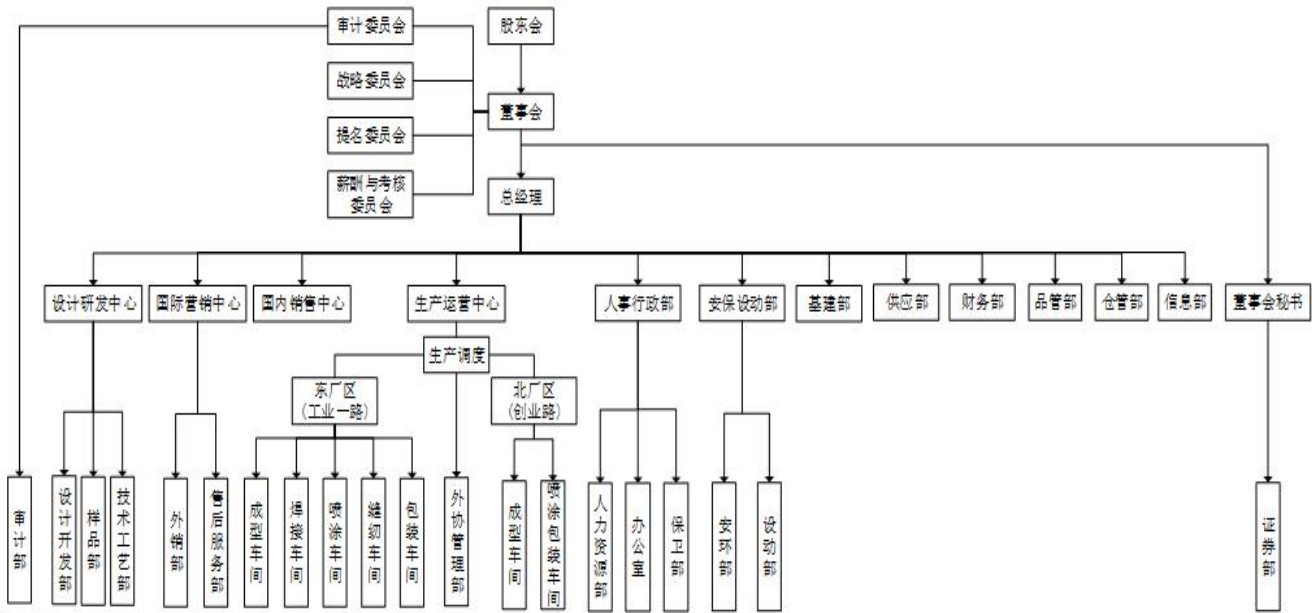 审计委员会
股东会
战略委员会
董事会
提名委员会
薪酬与考核
委员会
总经理
设计研发中心
国际营销中心
国内销售中心
生产运营中心
人事行政部
安保设动部
基建部
供应部
财务部
品管部
仓管部
信息部
董事会秘书
生产调度
东厂区
（工业一路）
北厂区
（创业路）
审计部
设计开发部
样品部
技术工艺部
外销部
售后服务部
成型车间
焊接车间
喷涂车间
缝纫车间
包装车间
外协管理部
成型车间
喷涂包装车间
人力资源部
办公室
保卫部
安环部
设动部
证券部